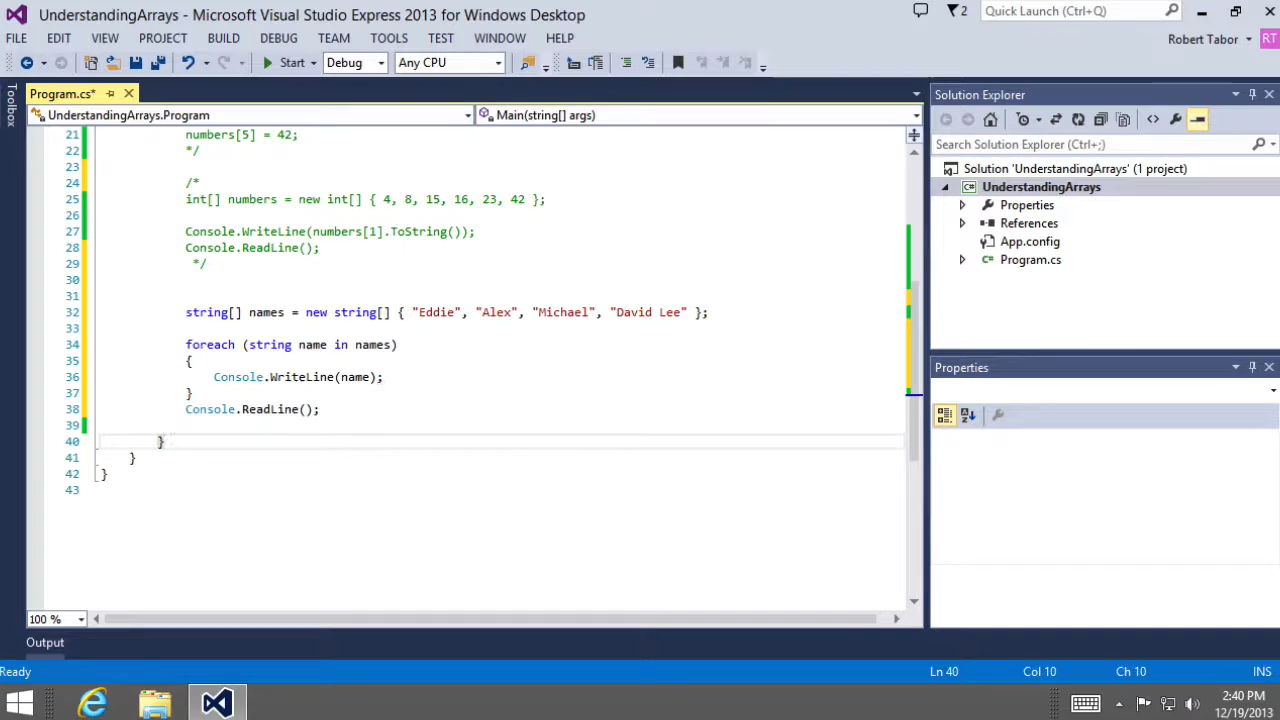 UnderstandingArrays - Microsoft Visual Studio Express 2013 for Windows Desktop
2
Quick Launch (Ctrl+Q)
FILE EDIT VIEW PROJECT BUILD DEBUG TEAM TOOLS TEST WINDOW HELP
Robert Tabor
RT
Start
Debug
Any CPU
Toolbox
Program.cs*
UnderstandingArrays.Program
Main(string[] args)
21 numbers[5] = 42;
22 */
23
24 /*
25 int[] numbers = new int[] { 4, 8, 15, 16, 23, 42 };
26
27 Console.WriteLine(numbers[1].ToString());
28 Console.ReadLine();
29 */
30
31
32 string[] names = new string[] { "Eddie", "Alex", "Michael", "David Lee" };
33
34 foreach (string name in names)
35 {
36 Console.WriteLine(name);
37 }
38 Console.ReadLine();
39
40 }
41 }
42 }
43
100 %
Output
Solution Explorer
Search Solution Explorer (Ctrl+;)
Solution 'UnderstandingArrays' (1 project)
UnderstandingArrays
Properties
References
App.config
Program.cs
Properties
Ready
Ln 40
Col 10
Ch 10
INS
2:40 PM
12/19/2013